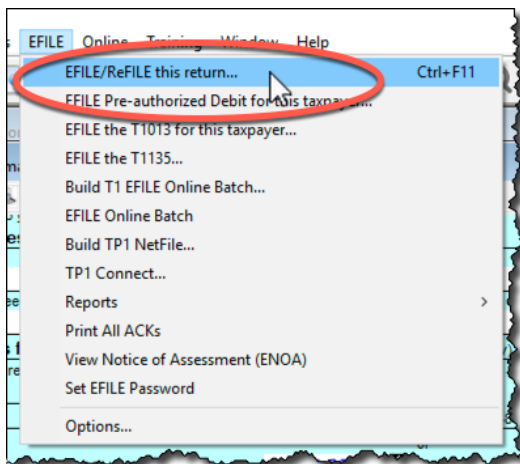 EFILE Online Training Window Help
EFILE/ReFILE this return... Ctrl+F11
EFILE Pre-authorized Debit for this taxpayer...
EFILE the T1013 for this taxpayer...
EFILE the T1135...
Build T1 EFILE Online Batch...
EFILE Online Batch
Build TP1 NetFile...
TP1 Connect...
Reports >
Print All ACKs
View Notice of Assessment (ENOA)
Set EFILE Password
Options...